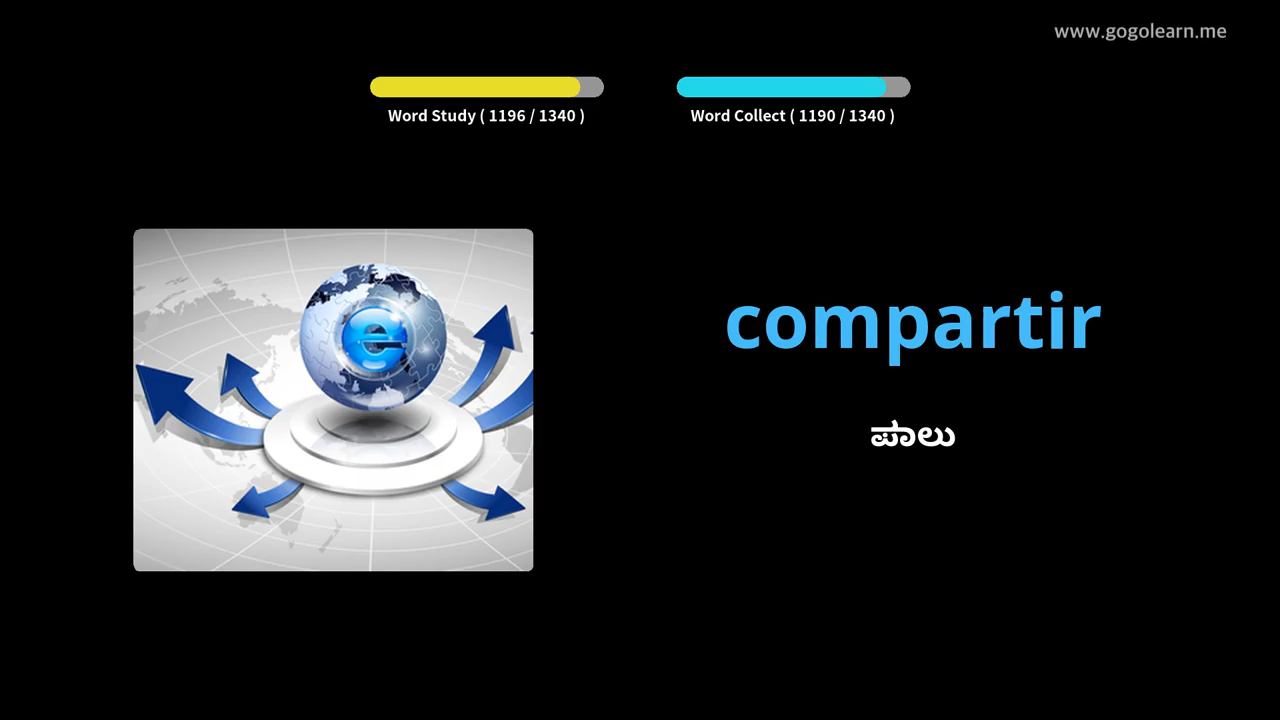 www.gogolearn.me
Word Study ( 1196 / 1340 )
Word Collect ( 1190 / 1340 )
e
compartir
ಪಾಲು